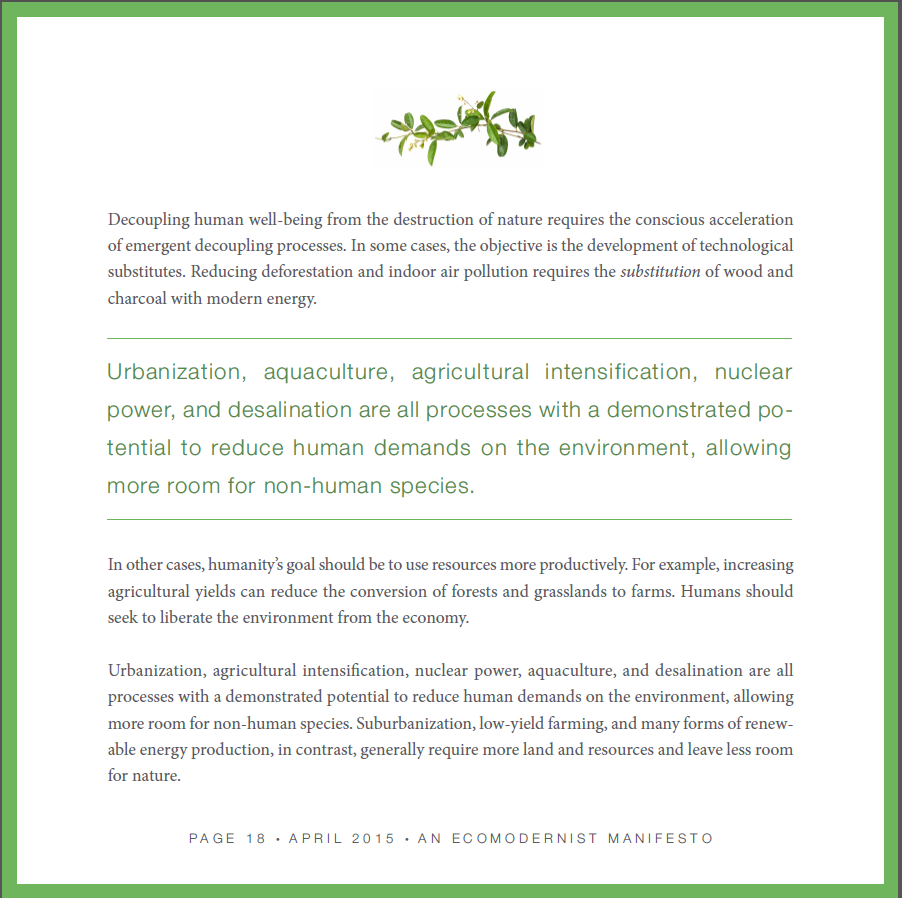 Decoupling human well-being from the destruction of nature requires the conscious acceleration
of emergent decoupling processes. In some cases, the objective is the development of technological
substitutes. Reducing deforestation and indoor air pollution requires the substitution of wood and
charcoal with modern energy.
Urbanization, aquaculture, agricultural intensification, nuclear
power, and desalination are all processes with a demonstrated po-
tential to reduce human demands on the environment, allowing
more room for non-human species.
In other cases, humanity’s goal should be to use resources more productively. For example, increasing
agricultural yields can reduce the conversion of forests and grasslands to farms. Humans should
seek to liberate the environment from the economy.
Urbanization, agricultural intensification, nuclear power, aquaculture, and desalination are all
processes with a demonstrated potential to reduce human demands on the environment, allowing
more room for non-human species. Suburbanization, low-yield farming, and many forms of renew-
able energy production, in contrast, generally require more land and resources and leave less room
for nature.
PAGE 18 • APRIL 2015 • AN ECOMODERNIST MANIFESTO